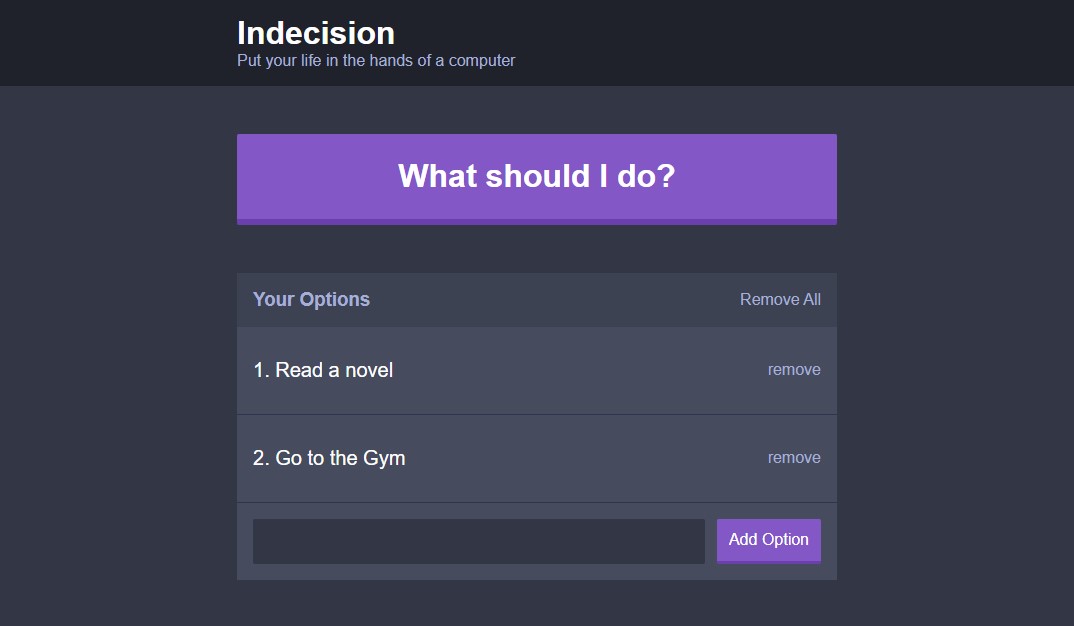 Indecision
Put your life in the hands of a computer
What should I do?
Your Options Remove All
1. Read a novel remove
2. Go to the Gym remove
Add Option